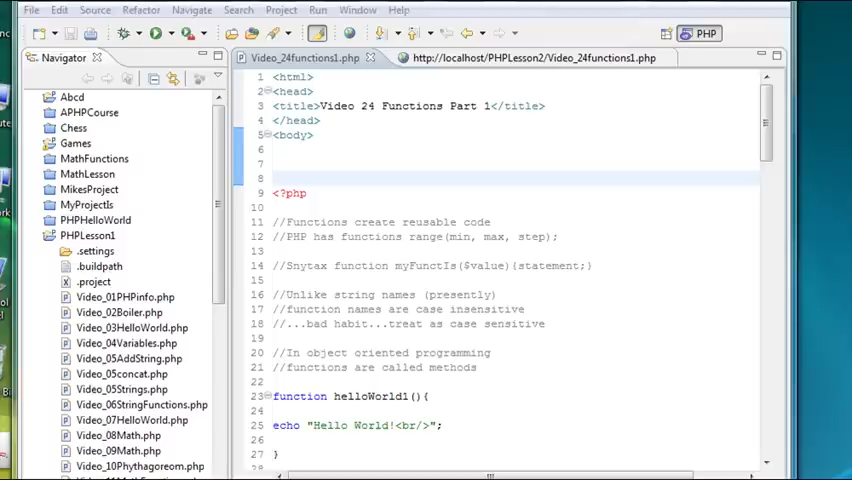 File Edit Source Refactor Navigate Search Project Run Video Window Help
PHP
Navigator
Video_24functions1.php
http://localhost/PHPLesson2/Video_24functions1.php
Abcd
APHPCourse
Chess
Games
MathFunctions
MathLesson
MikesProject
MyProjectIs
PHPHelloWorld
PHPLesson1
.settings
.buildpath
.project
Video_01PHPinfo.php
Video_02Boiler.php
Video_03HelloWorld.php
Video_04Variables.php
Video_05AddString.php
Video_05concat.php
Video_05Strings.php
Video_06StringFunctions.php
Video_07HelloWorld.php
Video_08Math.php
Video_09Math.php
Video_10Phythagoreom.php
1 <html>
2 <head>
3 <title>Video 24 Functions Part 1</title>
4 </head>
5 <body>
6
7
8
9 <?php
10
11 //Functions create reusable code
12 //PHP has functions range(min, max, step);
13
14 //Snytax function myFunctIs($value){statement;}
15
16 //Unlike string names (presently)
17 //function names are case insensitive
18 //...bad habit...treat as case sensitive
19
20 //In object oriented programming
21 //functions are called methods
22
23 function helloWorld1(){
24
25 echo "Hello World!<br/>";
26
27 }
28